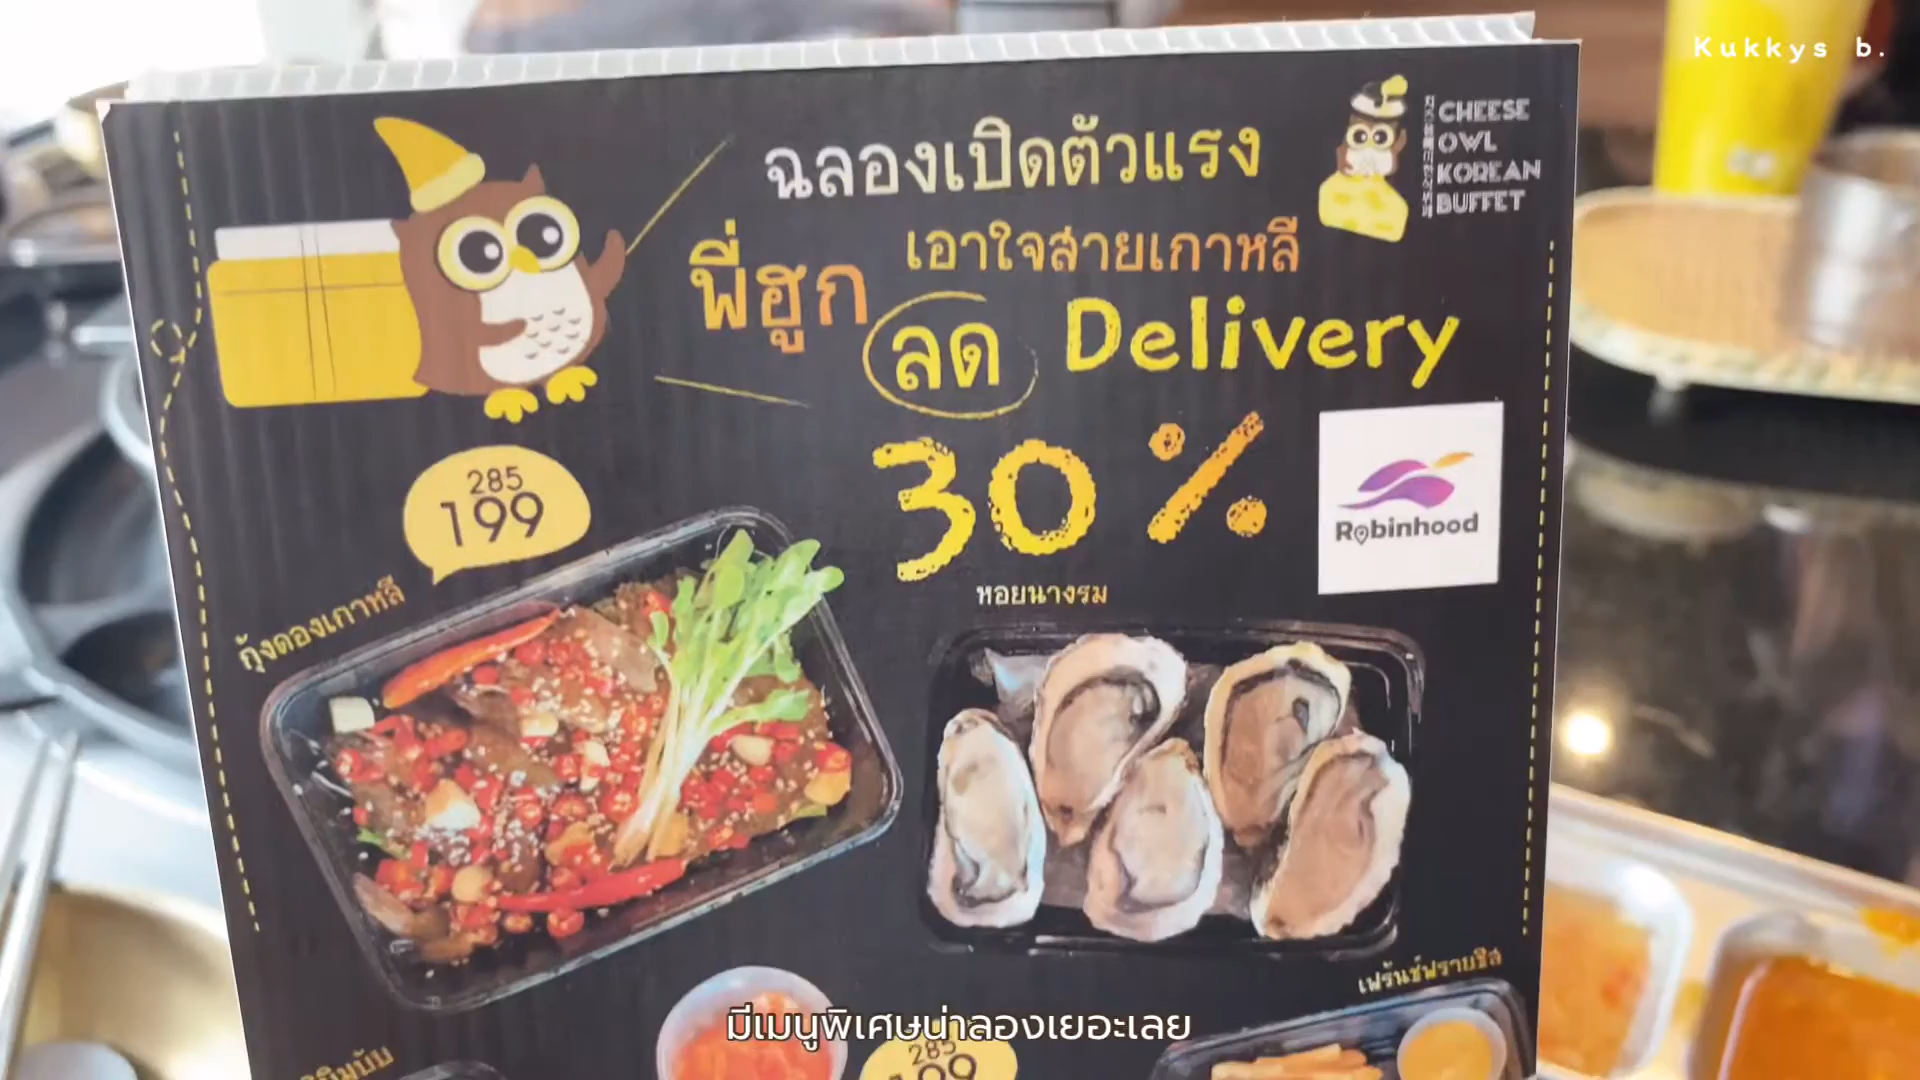 Kukkys b.
CHEESE
OWL
KOREAN
BUFFET
ฉลองเปิดตัวแรง
เอาใจสายเกาหลี
พี่ฮูก
ลด Delivery
30%
Robinhood
285
199
กุ้งดองเกาหลี
หอยนางรม
เฟร้นช์ฟรายชีส
มีเมนูพิเศษน่าลองเยอะเลย
285
199